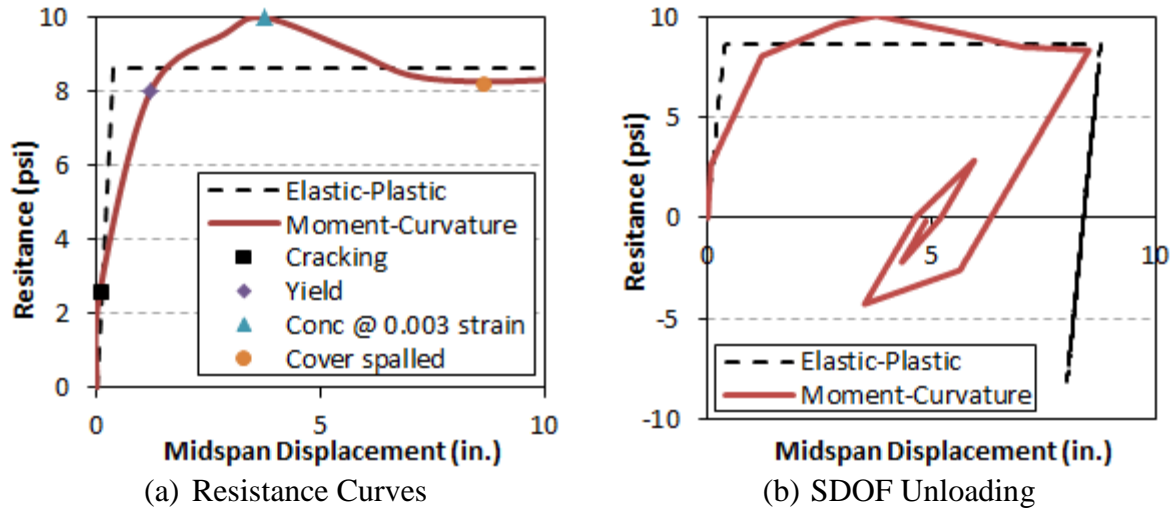 10
8
6
4
2
0
Resistance (psi)
Elastic-Plastic
Moment-Curvature
Cracking
Yield
Conc @ 0.003 strain
Cover spalled
0 5 10
Midspan Displacement (in.)
(a) Resistance Curves
10
5
0
-5
-10
Resitance (psi)
0 5 10
Elastic-Plastic
Moment-Curvature
Midspan Displacement (in.)
(b) SDOF Unloading